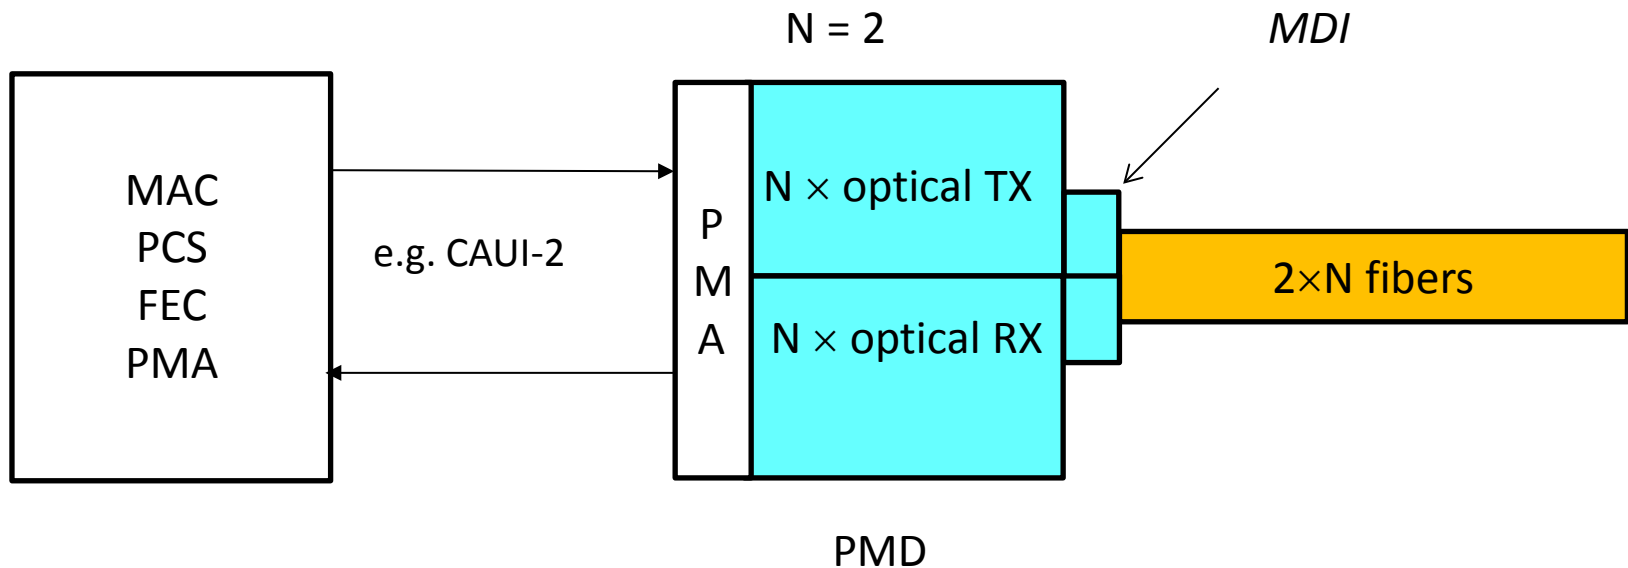 N = 2
MDI
MAC
PCS
FEC
PMA
e.g. CAUI-2
P
M
A
N × optical TX
N × optical RX
2×N fibers
PMD